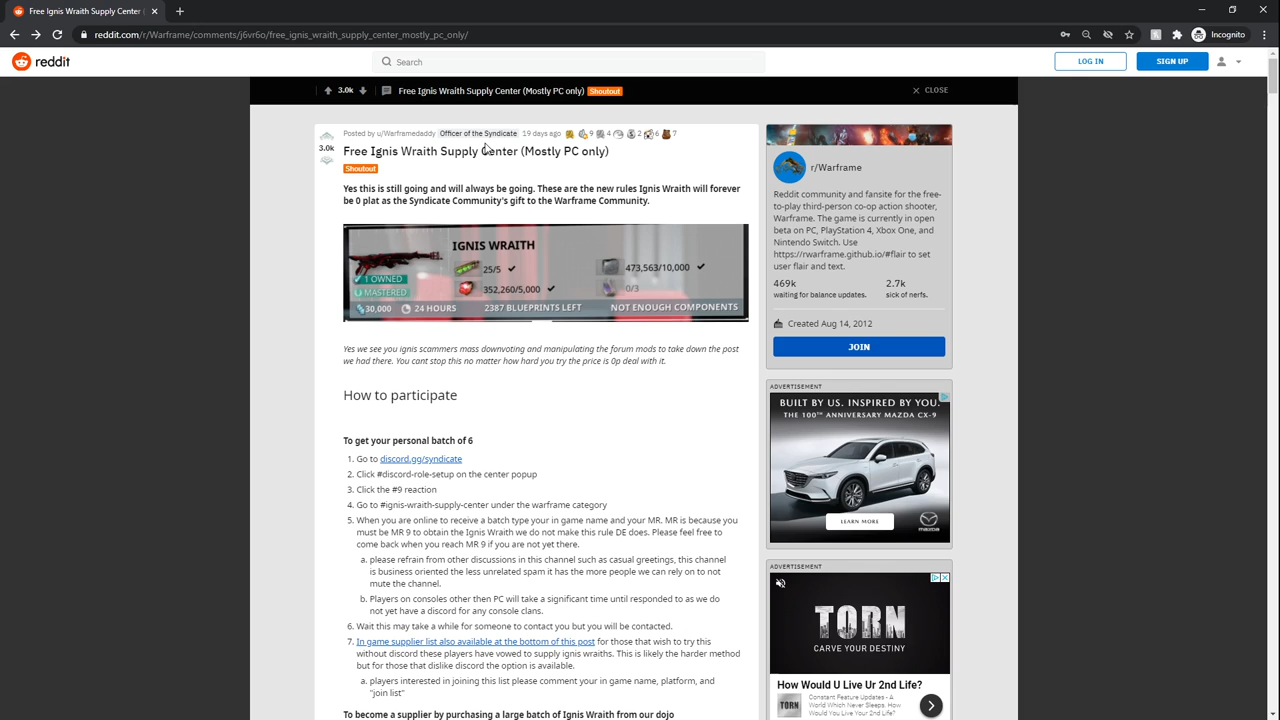 Free Ignis Wraith Supply Center (
reddit.com/r/Warframe/comments/j6vr6o/free_ignis_wraith_supply_center_mostly_pc_only/
Incognito
reddit
Search
LOG IN
SIGN UP
3.0k
Free Ignis Wraith Supply Center (Mostly PC only)
Shoutout
CLOSE
Posted by u/Warframedaddy Officer of the Syndicate 19 days ago 9 4 2 6 7
3.0k
Free Ignis Wraith Supply Center (Mostly PC only)
Shoutout
Yes this is still going and will always be going. These are the new rules Ignis Wraith will forever
be 0 plat as the Syndicate Community's gift to the Warframe Community.
IGNIS WRAITH
25/5
473,563/10,000
1 OWNED
MASTERED
352,260/5,000
0/3
30,000
24 HOURS
2387 BLUEPRINTS LEFT
NOT ENOUGH COMPONENTS
Yes we see you ignis scammers mass downvoting and manipulating the forum mods to take down the post
we had there. You cant stop this no matter how hard you try the price is 0p deal with it.
How to participate
To get your personal batch of 6
1. Go to discord.gg/syndicate
2. Click #discord-role-setup on the center popup
3. Click the #9 reaction
4. Go to #ignis-wraith-supply-center under the warframe category
5. When you are online to receive a batch type your in game name and your MR. MR is because you
must be MR 9 to obtain the Ignis Wraith we do not make this rule DE does. Please feel free to
come back when you reach MR 9 if you are not yet there.
a. please refrain from other discussions in this channel such as casual greetings, this channel
is business oriented the less unrelated spam it has the more people we can rely on to not
mute the channel.
b. Players on consoles other then PC will take a significant time until responded to as we do
not yet have a discord for any console clans.
6. Wait this may take a while for someone to contact you but you will be contacted.
7. In game supplier list also available at the bottom of this post for those that wish to try this
without discord these players have vowed to supply ignis wraiths. This is likely the harder method
but for those that dislike discord the option is available.
a. players interested in joining this list please comment your in game name, platform, and
"join list"
To become a supplier by purchasing a large batch of Ignis Wraith from our dojo
r/Warframe
Reddit community and fansite for the free-
to-play third-person co-op action shooter,
Warframe. The game is currently in open
beta on PC, PlayStation 4, Xbox One, and
Nintendo Switch. Use
https://rwarframe.github.io/#flair to set
user flair and text.
469k
2.7k
waiting for balance updates.
sick of nerfs.
Created Aug 14, 2012
JOIN
ADVERTISEMENT
BUILT BY US. INSPIRED BY YOU.
THE 100TH ANNIVERSARY MAZDA CX-9
LEARN MORE
mazda
ADVERTISEMENT
TORN
CARVE YOUR DESTINY
How Would U Live Ur 2nd Life?
TORN
Constant Feature Updates - A
World Which Never Sleeps. How
Would You Live Your 2nd Life?